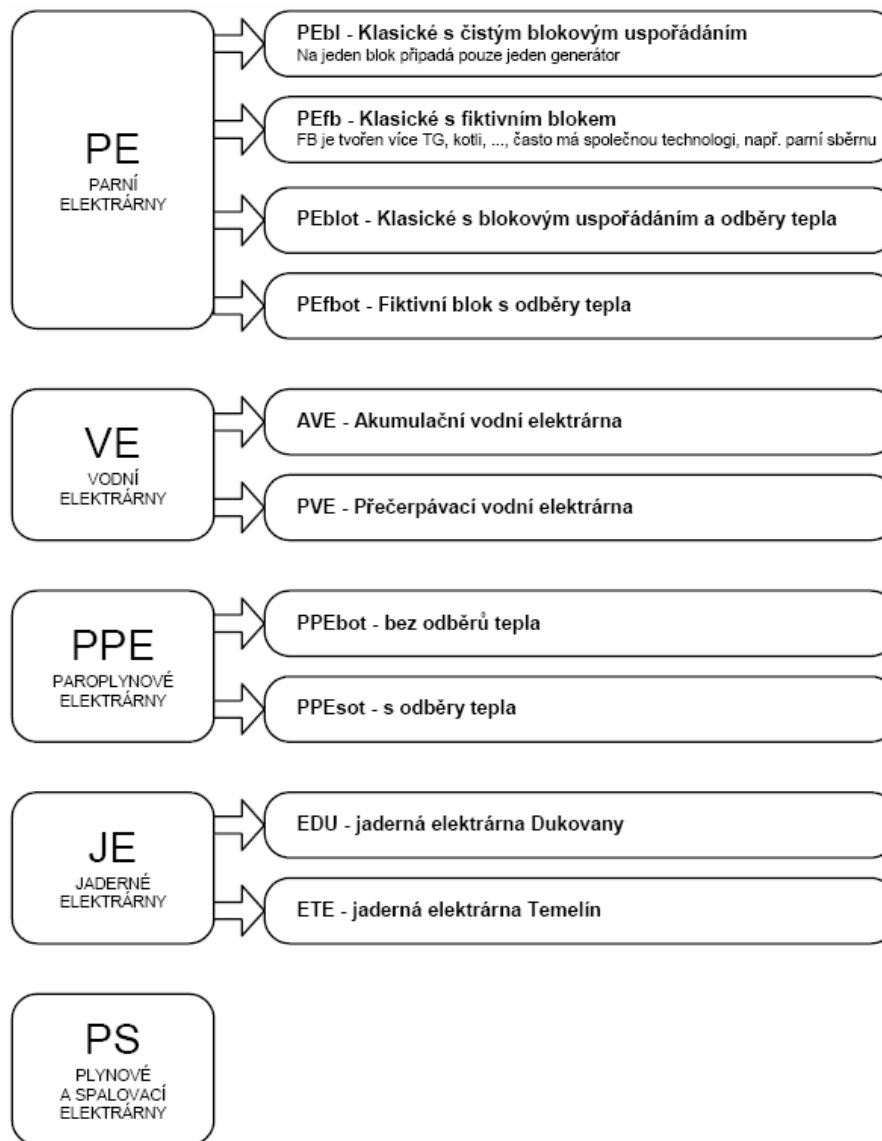 PE
PARNÍ
ELEKTRÁRNY
PEbl - Klasické s čistým blokovým uspořádáním
Na jeden blok připadá pouze jeden generátor
PEfb - Klasické s fiktivním blokem
FB je tvořen více TG, kotli, ..., často má společnou technologi, např. parní sběrnu
PEblot - Klasické s blokovým uspořádáním a odběry tepla
PEfbot - Fiktivní blok s odběry tepla
VE
VODNÍ
ELEKTRÁRNY
AVE - Akumulační vodní elektrárna
PVE - Přečerpávací vodní elektrárna
PPE
PAROPLYNOVÉ
ELEKTRÁRNY
PPEbot - bez odběrů tepla
PPEsot - s odběry tepla
JE
JADERNÉ
ELEKTRÁRNY
EDU - jaderná elektrárna Dukovany
ETE - jaderná elektrárna Temelín
PS
PLYNOVÉ
A SPALOVACÍ
ELEKTRÁRNY